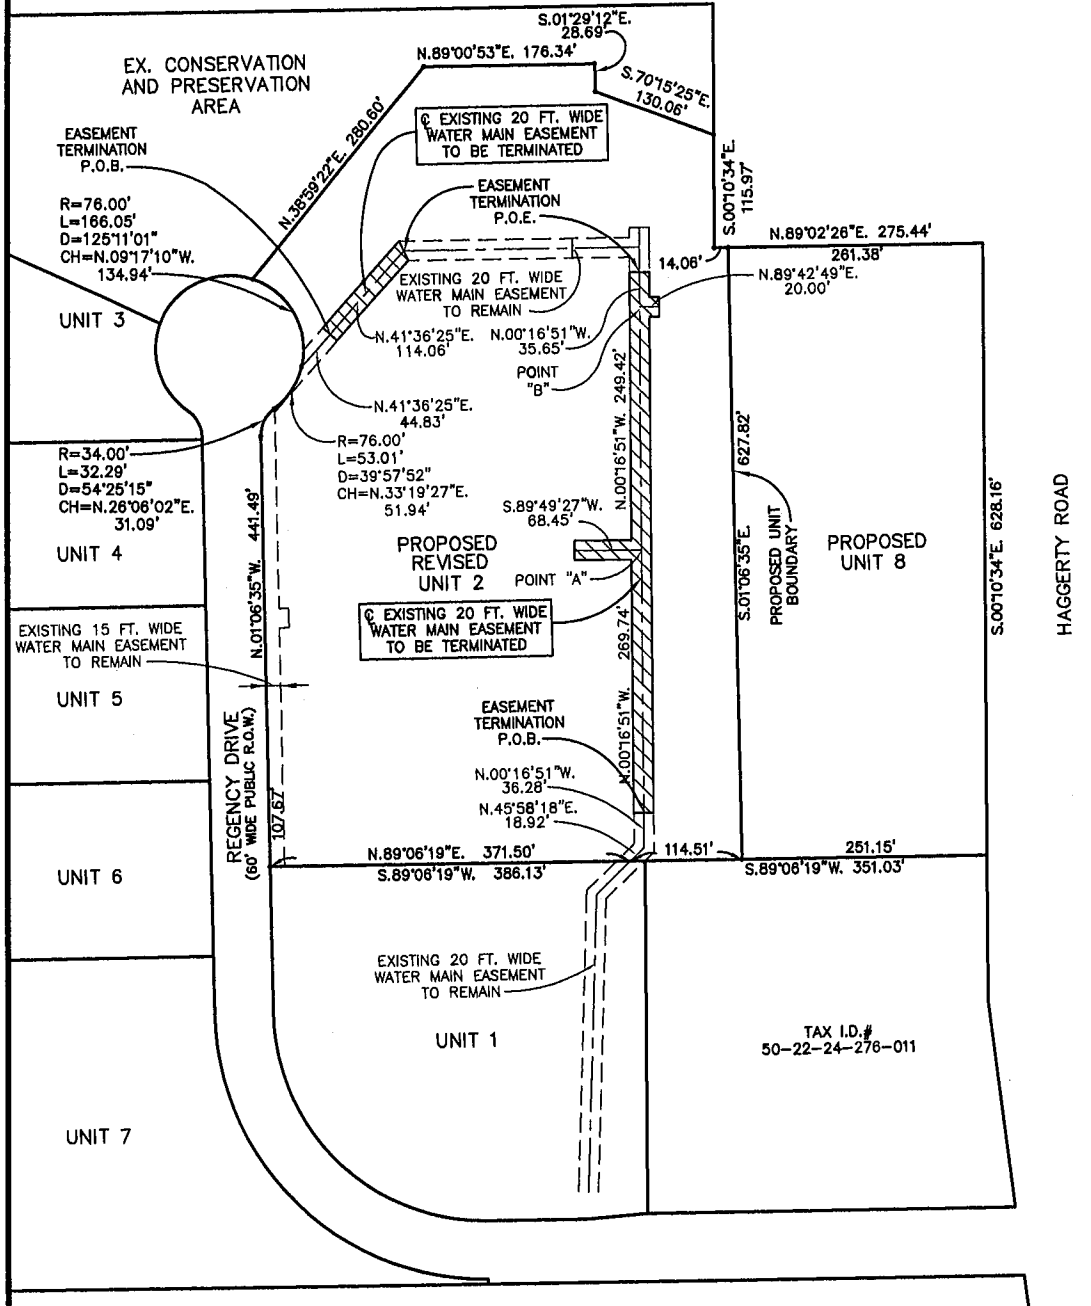 S.01°29'12"E.
28.69'
N.89°00'53"E. 176.34'
EX. CONSERVATION
AND PRESERVATION
AREA
S.70°15'25"E.
130.06'
N.38°59'22"E. 280.60'
℄ EXISTING 20 FT. WIDE
WATER MAIN EASEMENT
TO BE TERMINATED
EASEMENT
TERMINATION
P.O.B.
S.00°10'34"E.
115.97'
EASEMENT
TERMINATION
P.O.E.
R=76.00'
L=166.05'
D=125°11'01"
CH=N.09°17'10"W.
134.94'
N.89°02'26"E. 275.44'
261.38'
14.06'
N.89°42'49"E.
20.00'
EXISTING 20 FT. WIDE
WATER MAIN EASEMENT
TO REMAIN
UNIT 3
N.41°36'25"E.
114.06'
N.00°16'51"W.
35.65'
POINT
"B"
N.00°16'51"W. 249.42'
N.41°36'25"E.
44.83'
R=76.00'
L=53.01'
D=39°57'52"
CH=N.33°19'27"E.
51.94'
R=34.00'
L=32.29'
D=54°25'15"
CH=N.26°06'02"E.
31.09'
S.01°06'35"E. 627.82'
PROPOSED UNIT
BOUNDARY
S.00°10'34"E. 628.16'
HAGGERTY ROAD
N.01°06'35"W. 441.49'
S.89°49'27"W.
68.45'
UNIT 4
PROPOSED
REVISED
UNIT 2
POINT "A"
PROPOSED
UNIT 8
℄ EXISTING 20 FT. WIDE
WATER MAIN EASEMENT
TO BE TERMINATED
N.00°16'51"W. 269.74'
EXISTING 15 FT. WIDE
WATER MAIN EASEMENT
TO REMAIN
UNIT 5
EASEMENT
TERMINATION
P.O.B.
REGENCY DRIVE
(60' WIDE PUBLIC R.O.W.)
107.67'
N.00°16'51"W.
36.28'
N.45°58'18"E.
18.92'
N.89°06'19"E. 371.50'
114.51'
251.15'
S.89°06'19"W. 386.13'
S.89°06'19"W. 351.03'
UNIT 6
EXISTING 20 FT. WIDE
WATER MAIN EASEMENT
TO REMAIN
UNIT 1
TAX I.D.#
50-22-24-276-011
UNIT 7